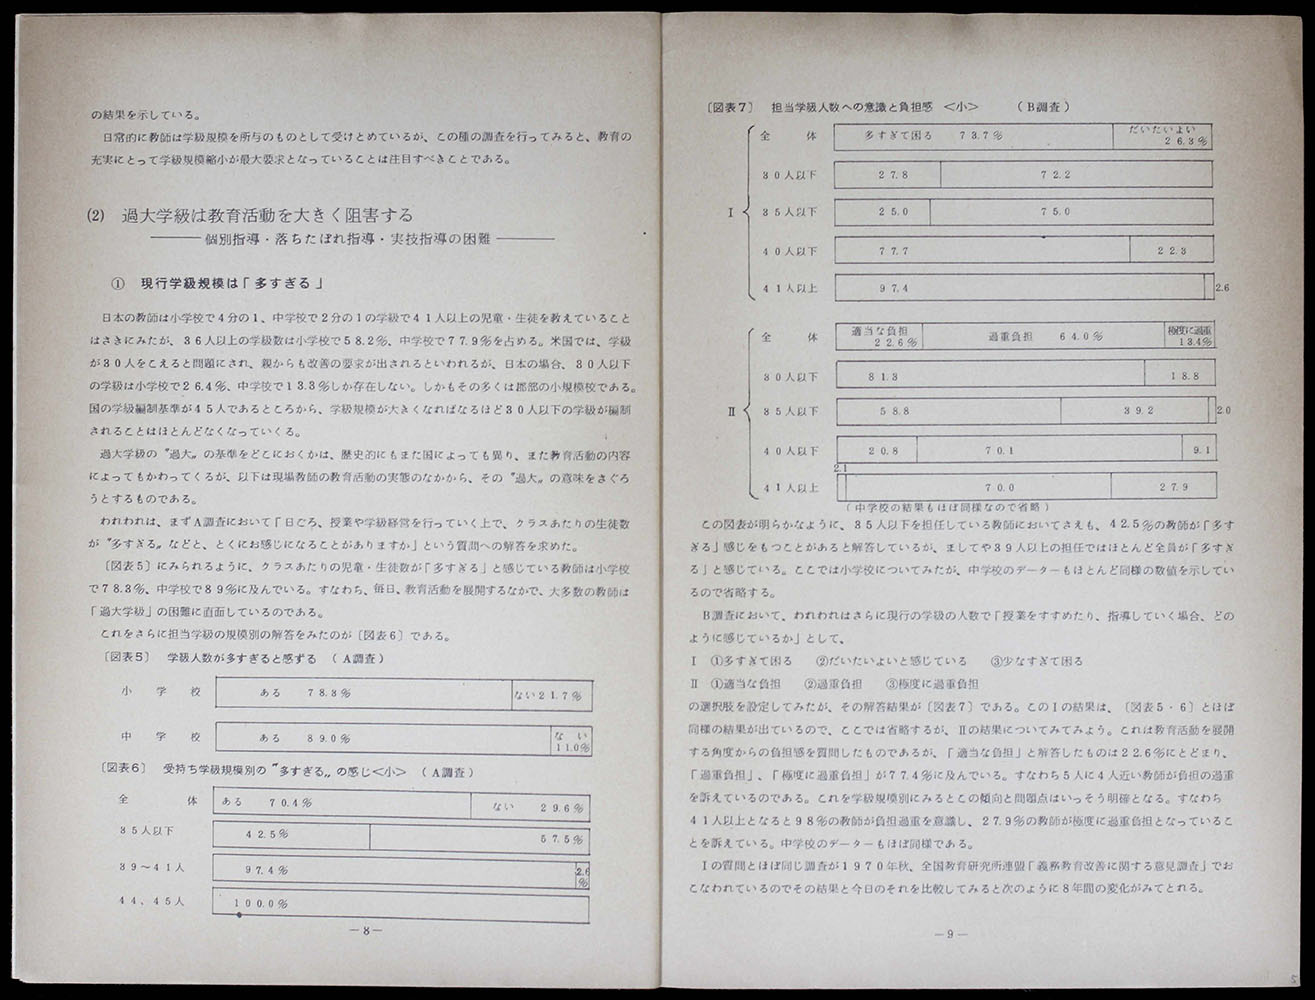 の結果を示している。
日常的に教師は学級規模を所与のものとして受けとめているが、この種の調査を行ってみると、教育の
充実にとって学級規模縮小が最大要求となっていることは注目すべきことである。
(2) 過大学級は教育活動を大きく阻害する
――― 個別指導・落ちたぼれ指導・実技指導の困難 ―――
① 現行学級規模は「多すぎる」
日本の教師は小学校で4分の1、中学校で2分の1の学級で41人以上の児童・生徒を教えていること
はさきにみたが、36人以上の学級数は小学校で58.2%、中学校で77.9%を占める。米国では、学級
が30人をこえると問題にされ、親からも改善の要求が出されるといわれるが、日本の場合、30人以下
の学級は小学校で26.4%、中学校で13.3%しか存在しない。しかもその多くは郡部の小規模校である。
国の学級編制基準が45人であるところから、学級規模が大きくなればなるほど30人以下の学級が編制
されることはほとんどなくなっていくる。
過大学級の〝過大〟の基準をどこにおくかは、歴史的にもまた国によっても異り、また教育活動の内容
によってもかわってくるが、以下は現場教師の教育活動の実態のなかから、その〝過大〟の意味をさぐろ
うとするものである。
われわれは、まずA調査において「日ごろ、授業や学級経営を行っていく上で、クラスあたりの生徒数
が〝多すぎる〟などと、とくにお感じになることがありますか」という質問への解答を求めた。
〔図表5〕にみられるように、クラスあたりの児童・生徒数が「多すぎる」と感じている教師は小学校
で78.3%、中学校で89%に及んでいる。すなわち、毎日、教育活動を展開するなかで、大多数の教師は
「過大学級」の困難に直面しているのである。
これをさらに担当学級の規模別の解答をみたのが〔図表6〕である。
〔図表5〕 学級人数が多すぎると感ずる （A調査）
小学校 ある 78.3% ない21.7%
中学校 ある 89.0% ない 11.0%
〔図表6〕 受持ち学級規模別の〝多すぎる〟の感じ<小> （A調査）
全体 ある 70.4% ない 29.6%
35人以下 42.5% 57.5%
39〜41人 97.4% 2.6%
44、45人 100.0%
―8―
〔図表7〕 担当学級人数への意識と負担感 <小> （B調査）
全体 多すぎて困る 73.7% だいたいよい 26.3%
30人以下 27.8 72.2
Ⅰ 35人以下 25.0 75.0
40人以下 77.7 22.3
41人以上 97.4 2.6
全体 適当な負担 22.6% 過重負担 64.0% 極度に過重 13.4%
30人以下 81.3 18.8
Ⅱ 35人以下 58.8 39.2 2.0
40人以下 20.8 70.1 9.1
41人以上 2.1 70.0 27.9
（中学校の結果もほぼ同様なので省略）
この図表が明らかなように、35人以下を担任している教師においてさえも、42.5%の教師が「多す
ぎる」感じをもつことがあると解答しているが、ましてや39人以上の担任ではほとんど全員が「多すぎ
る」と感じている。ここでは小学校についてみたが、中学校のデーターもほとんど同様の数値を示してい
るので省略する。
B調査において、われわれはさらに現行の学級の人数で「授業をすすめたり、指導していく場合、どの
ように感じているか」として、
Ⅰ ①多すぎて困る ②だいたいよいと感じている ③少なすぎて困る
Ⅱ ①適当な負担 ②過重負担 ③極度に過重負担
の選択肢を設定してみたが、その解答結果が〔図表7〕である。このⅠの結果は、〔図表5・6〕とほぼ
同様の結果が出ているので、ここでは省略するが、Ⅱの結果についてみてみよう。これは教育活動を展開
する角度からの負担感を質問したものであるが、「適当な負担」と解答したものは22.6%にとどまり、
「過重負担」、「極度に過重負担」が77.4%に及んでいる。すなわち5人に4人近い教師が負担の過重
を訴えているのである。これを学級規模別にみるとこの傾向と問題点はいっそう明確となる。すなわち
41人以上となると98%の教師が負担過重を意識し、27.9%の教師が極度に過重負担となっているこ
とを訴えている。中学校のデーターもほぼ同様である。
Ⅰの質問とほぼ同じ調査が1970年秋、全国教育研究所連盟「義務教育改善に関する意見調査」でお
こなわれているのでその結果と今日のそれを比較してみると次のように8年間の変化がみてとれる。
―9―
5